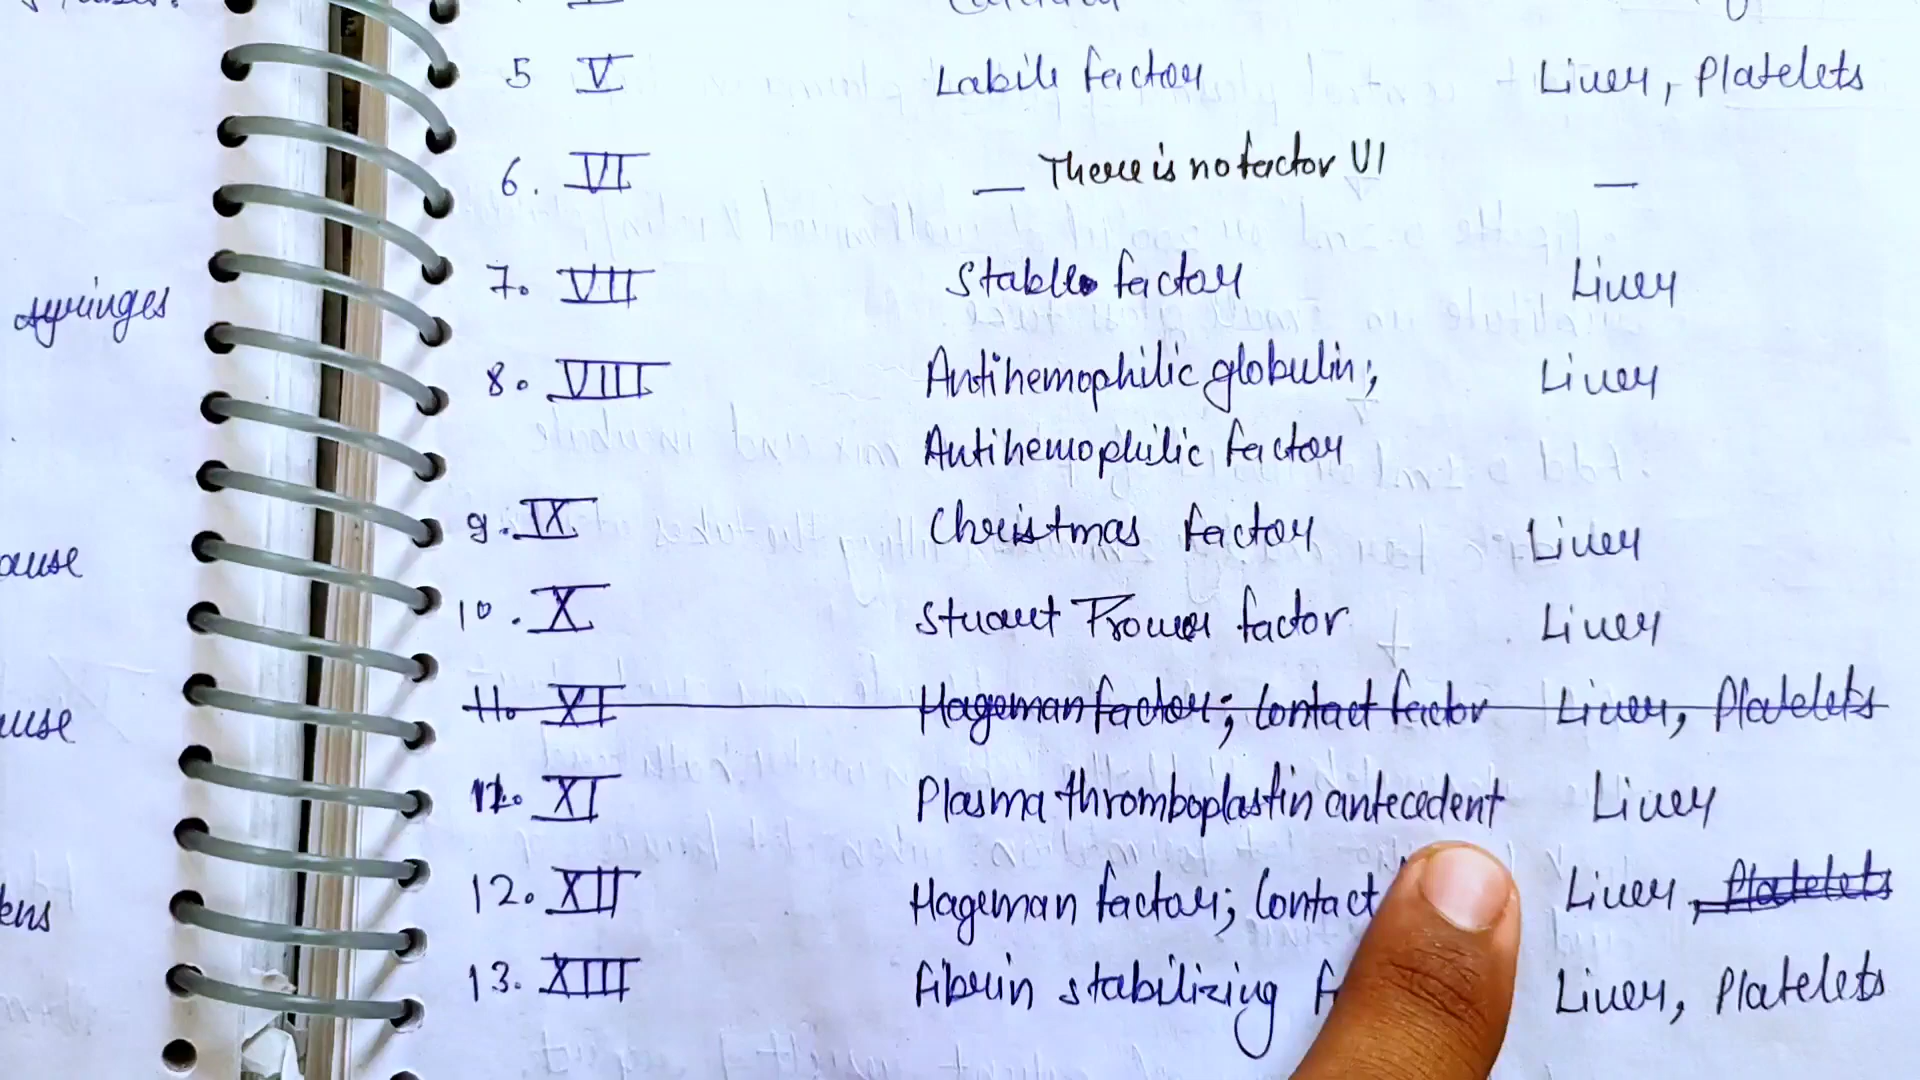 5 V Labile factor Liver, Platelets
6. VI — There is no factor VI —
7. VII Stable factor Liver
syringes
8. VIII Antihemophilic globulin; Liver
Antihemophilic factor
9. IX Christmas factor Liver
ause
10. X Stuart Prower factor Liver
11. XI Hageman factor; Contact factor Liver, Platelets
use
12. XI Plasma thromboplastin antecedent Liver
12. XII Hageman factor; Contact Liver, Platelets
ens
13. XIII Fibrin stabilizing f Liver, Platelets